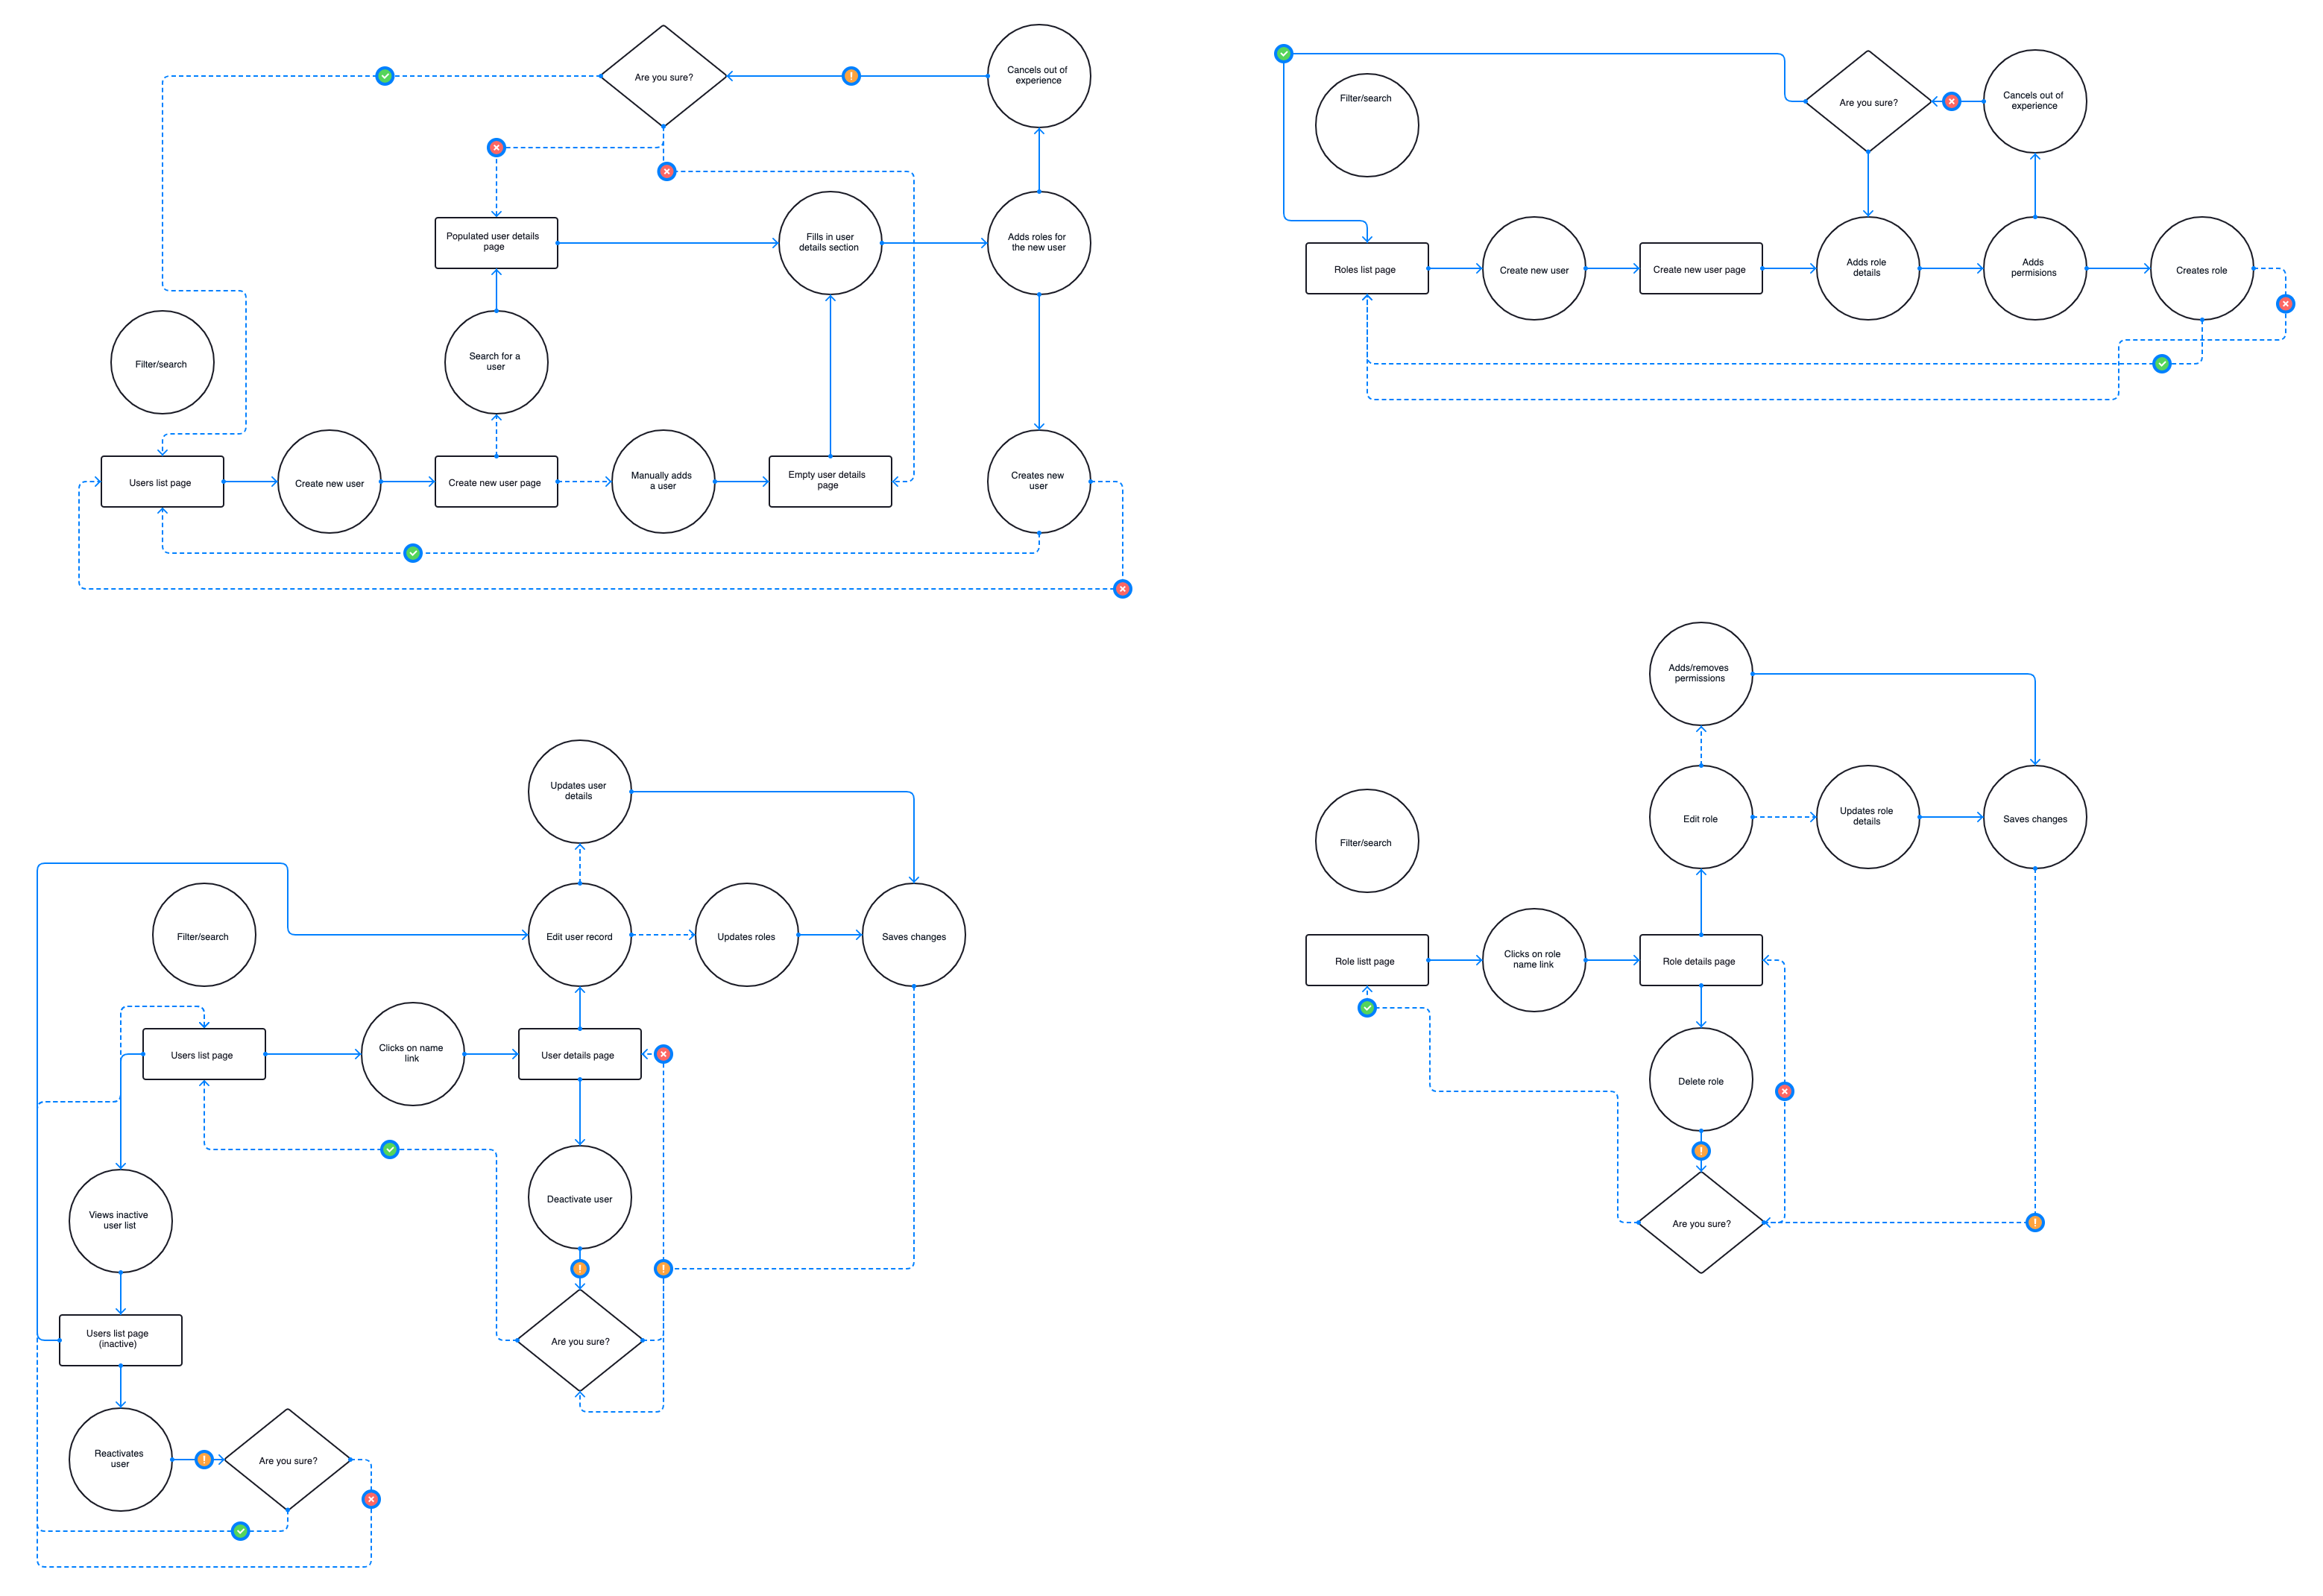 Are you sure?
Cancels out of
experience
Populated user details
page
Fills in user
details section
Adds roles for
the new user
Filter/search
Search for a
user
Users list page
Create new user
Create new user page
Manually adds
a user
Empty user details
page
Creates new
user
Filter/search
Are you sure?
Cancels out of
experience
Roles list page
Create new user
Create new user page
Adds role
details
Adds
permisions
Creates role
Updates user
details
Filter/search
Edit user record
Updates roles
Saves changes
Users list page
Clicks on name
link
User details page
Views inactive
user list
Deactivate user
Users list page
(inactive)
Are you sure?
Reactivates
user
Are you sure?
Adds/removes
permissions
Filter/search
Edit role
Updates role
details
Saves changes
Role listt page
Clicks on role
name link
Role details page
Delete role
Are you sure?